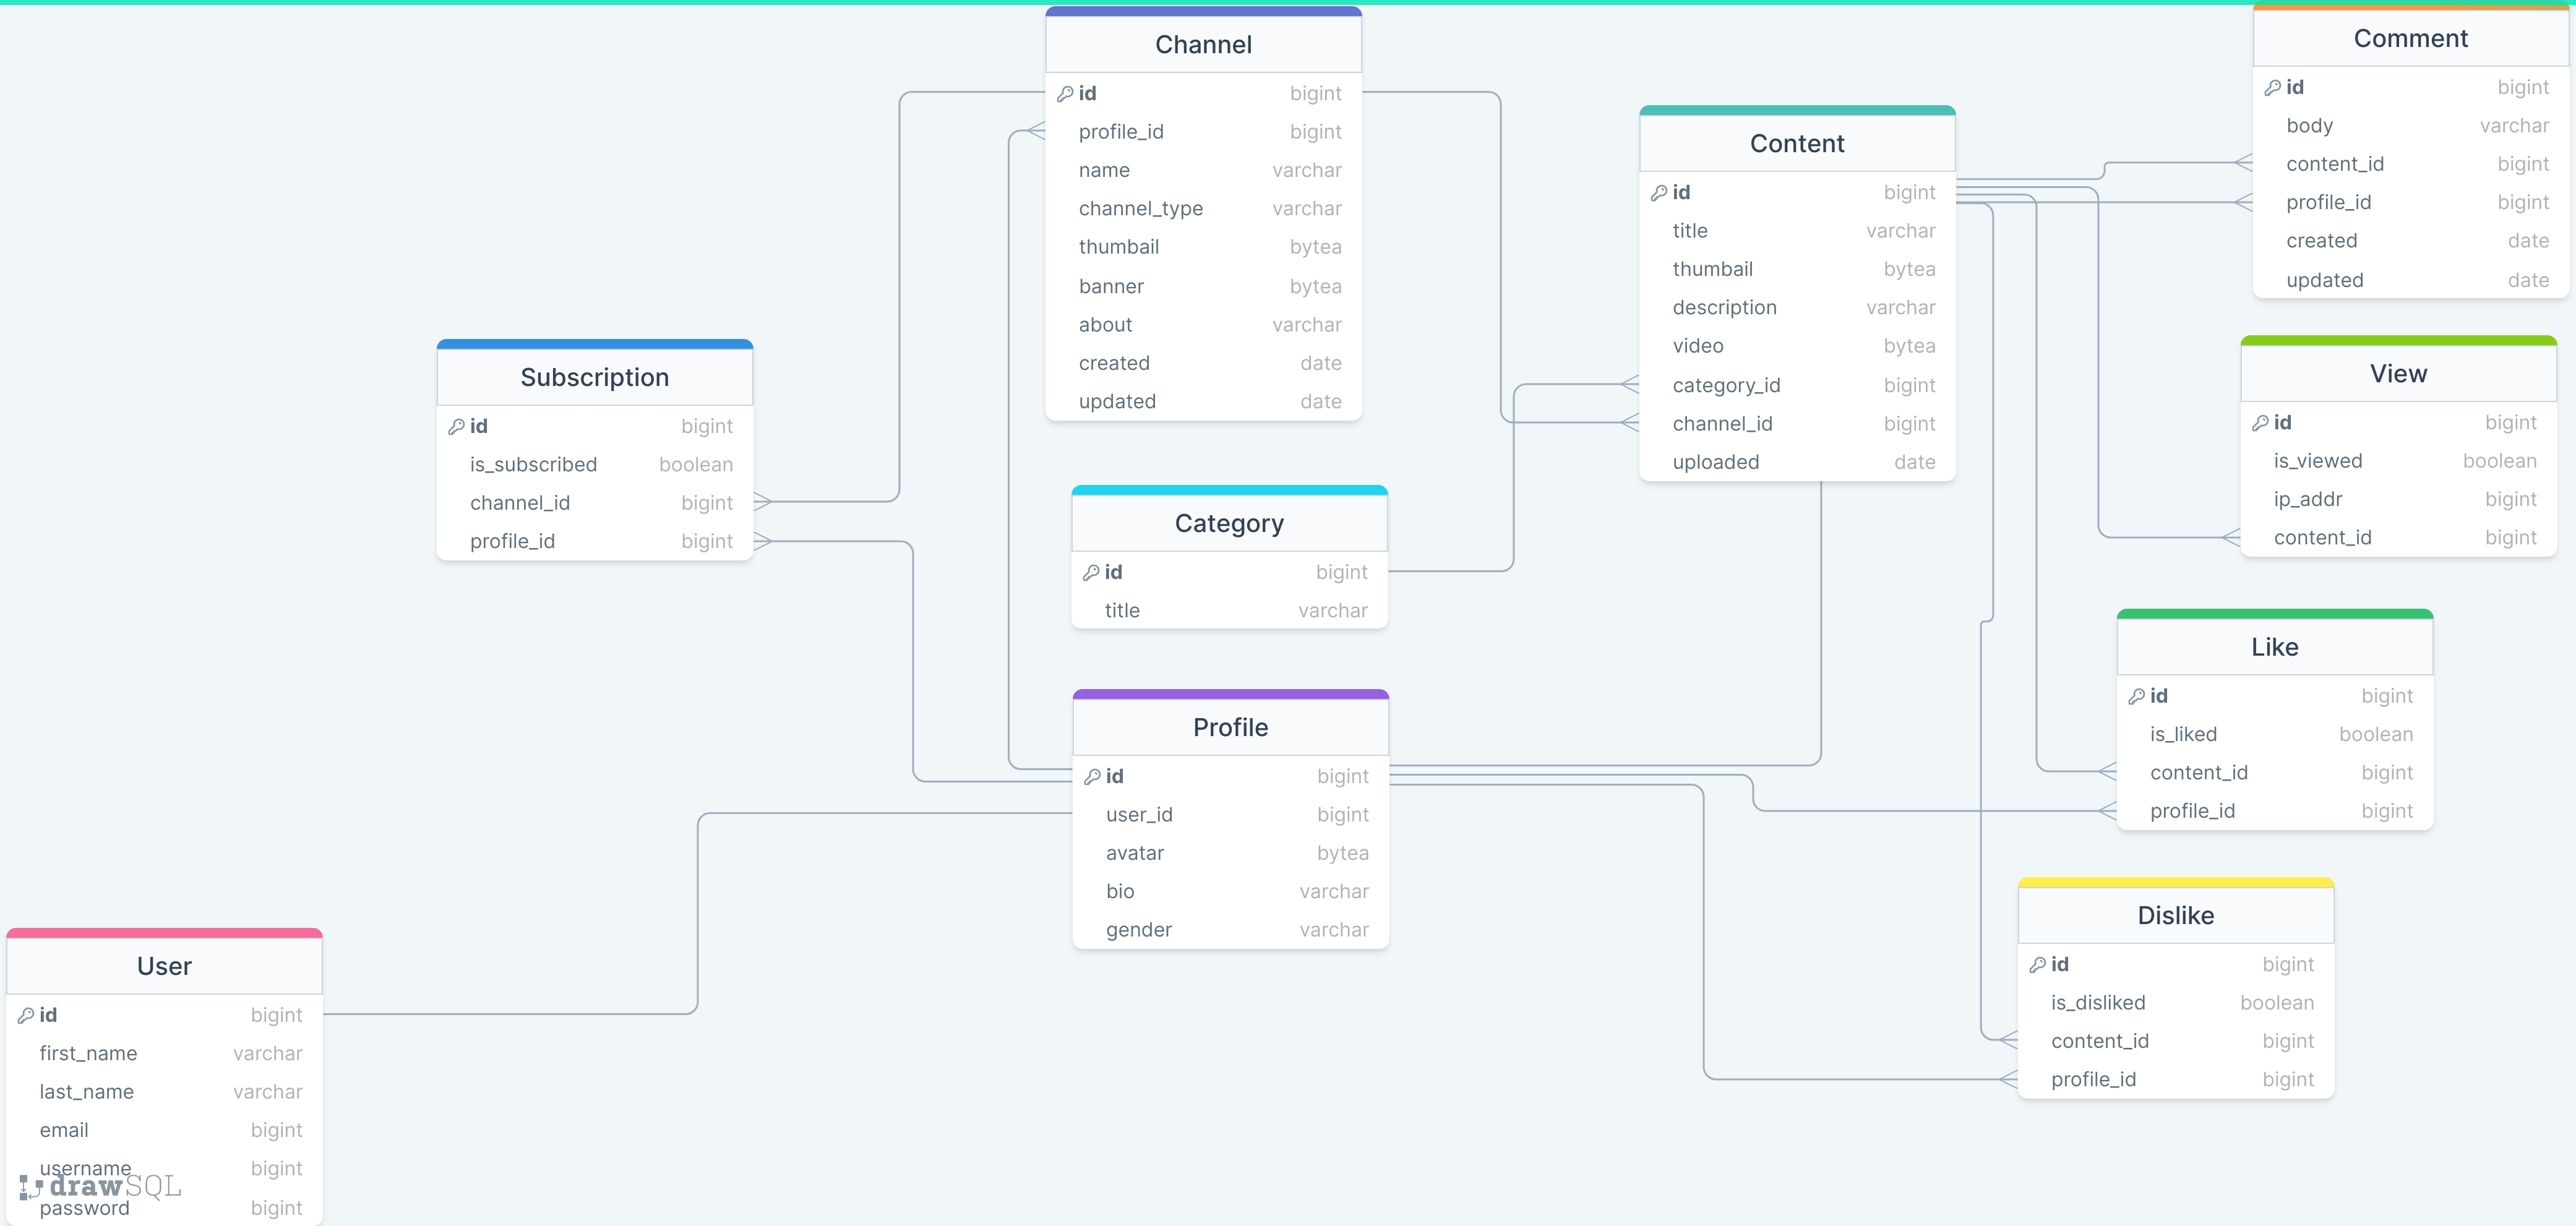 Channel
id bigint
profile_id bigint
name varchar
channel_type varchar
thumbail bytea
banner bytea
about varchar
created date
updated date
Comment
id bigint
body varchar
content_id bigint
profile_id bigint
created date
updated date
Content
id bigint
title varchar
thumbail bytea
description varchar
video bytea
category_id bigint
channel_id bigint
uploaded date
Subscription
id bigint
is_subscribed boolean
channel_id bigint
profile_id bigint
View
id bigint
is_viewed boolean
ip_addr bigint
content_id bigint
Category
id bigint
title varchar
Like
id bigint
is_liked boolean
content_id bigint
profile_id bigint
Profile
id bigint
user_id bigint
avatar bytea
bio varchar
gender varchar
Dislike
id bigint
is_disliked boolean
content_id bigint
profile_id bigint
User
id bigint
first_name varchar
last_name varchar
email bigint
username bigint
drawSQL
password bigint